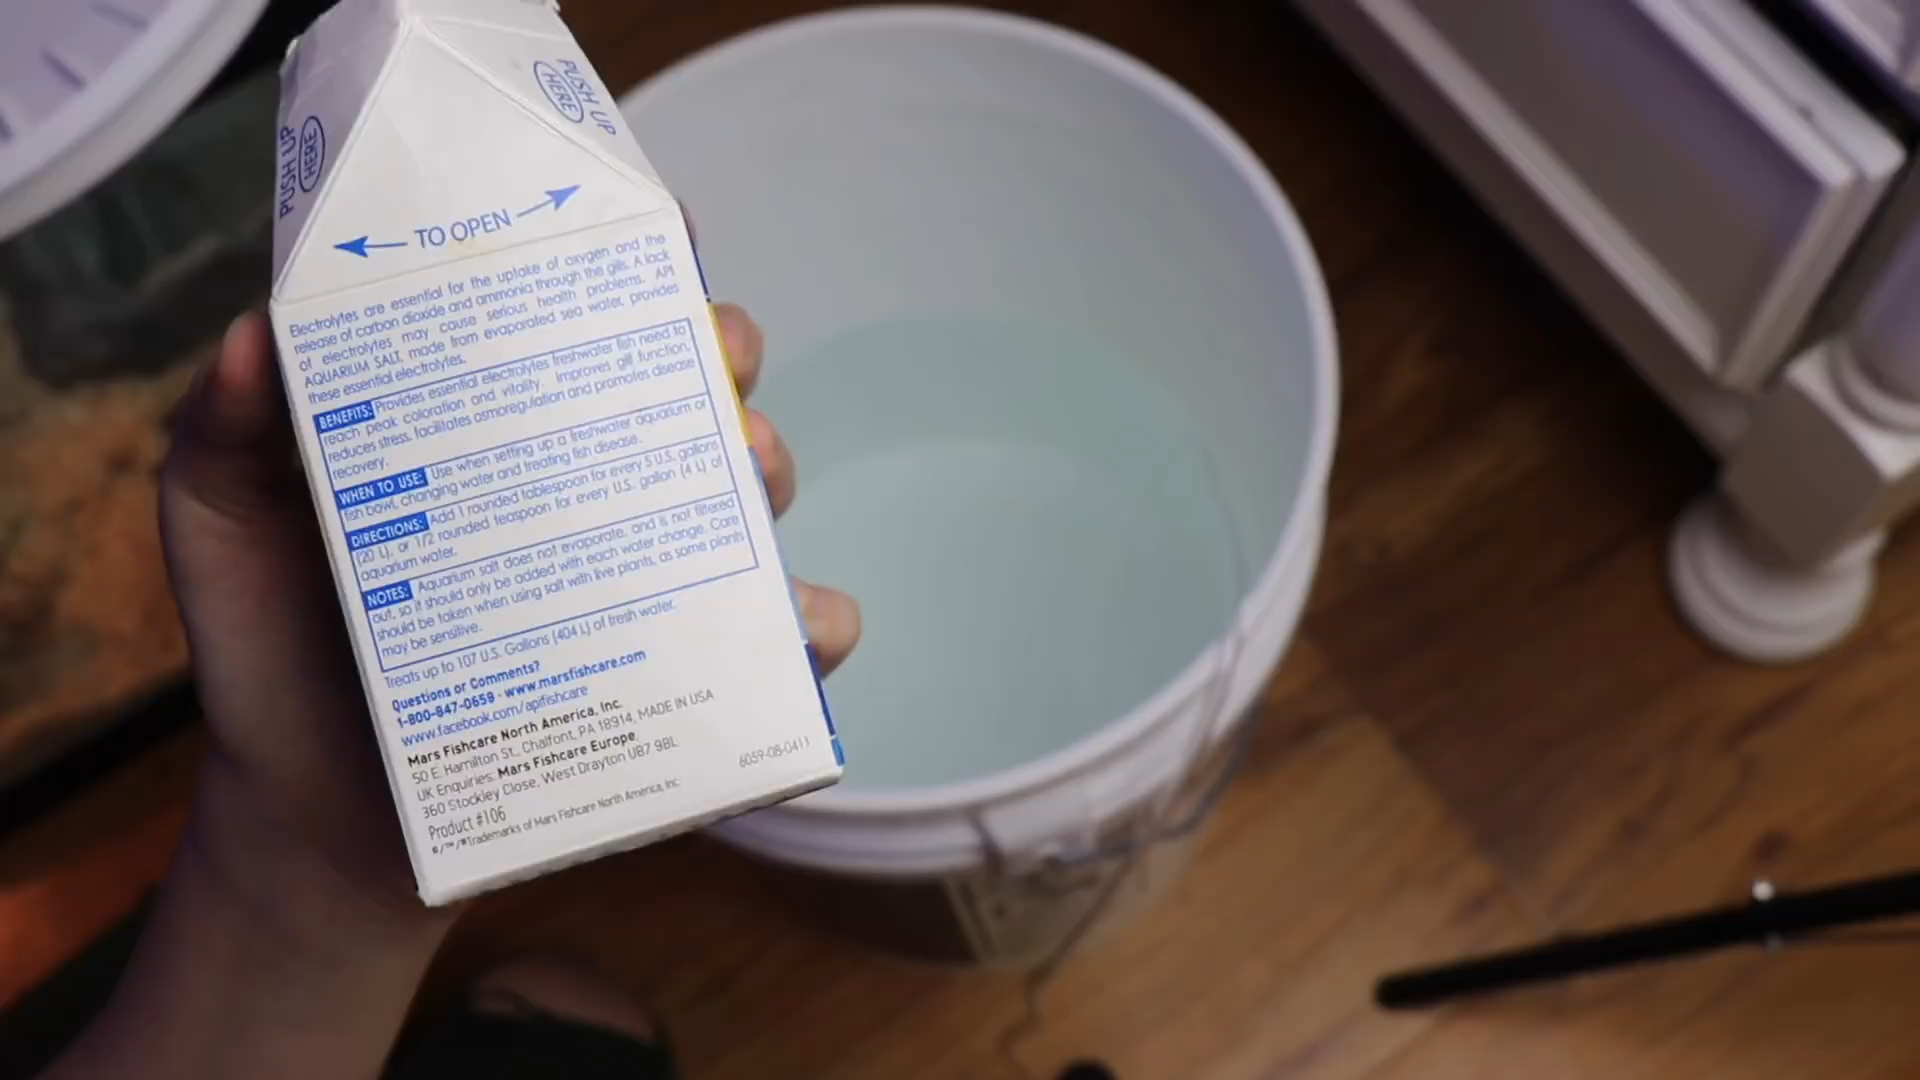 PUSH UP
HERE
PUSH UP
HERE
TO OPEN
Electrolytes are essential for the uptake of oxygen and the
release of carbon dioxide and ammonia through the gills. A lack
of electrolytes may cause serious health problems. API
AQUARIUM SALT, made from evaporated sea water, provides
these essential electrolytes.
BENEFITS: Provides essential electrolytes freshwater fish need to
reach peak coloration and vitality. Improves gill function,
reduces stress, facilitates osmoregulation and promotes disease
recovery.
WHEN TO USE: Use when setting up a freshwater aquarium or
fish bowl, changing water and treating fish disease.
DIRECTIONS: Add 1 rounded tablespoon for every 5 U.S. gallons
(20 L), or 1/2 rounded teaspoon for every U.S. gallon (4 L) of
aquarium water.
NOTES: Aquarium salt does not evaporate, and is not filtered
out, so it should only be added with each water change. Care
should be taken when using salt with live plants, as some plants
may be sensitive.
Treats up to 107 U.S. Gallons (404 L) of fresh water.
Questions or Comments?
1-800-847-0659 - www.marsfishcare.com
www.facebook.com/apifishcare
Mars Fishcare North America, Inc.
50 E. Hamilton St., Chalfont, PA 18914, MADE IN USA
UK Enquiries: Mars Fishcare Europe,
360 Stockley Close, West Drayton UB7 9BL
Product #106
6059-08-0411
©/™/®Trademarks of Mars Fishcare North America, Inc.